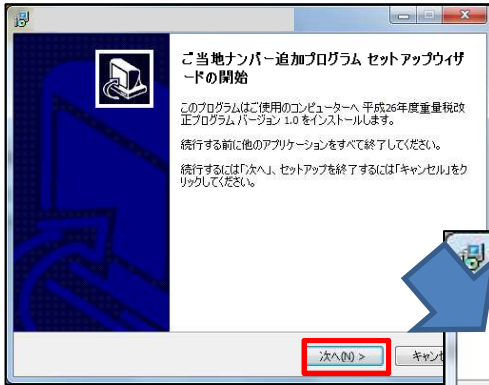 ご当地ナンバー追加プログラム セットアップウィザ
ードの開始
このプログラムはご使用のコンピューターへ 平成26年度重量税改
正プログラム バージョン 1.0 をインストールします。
続行する前に他のアプリケーションをすべて終了してください。
続行するには「次へ」、セットアップを終了するには「キャンセル」をク
リックしてください。
次へ(N) >
キャンセ